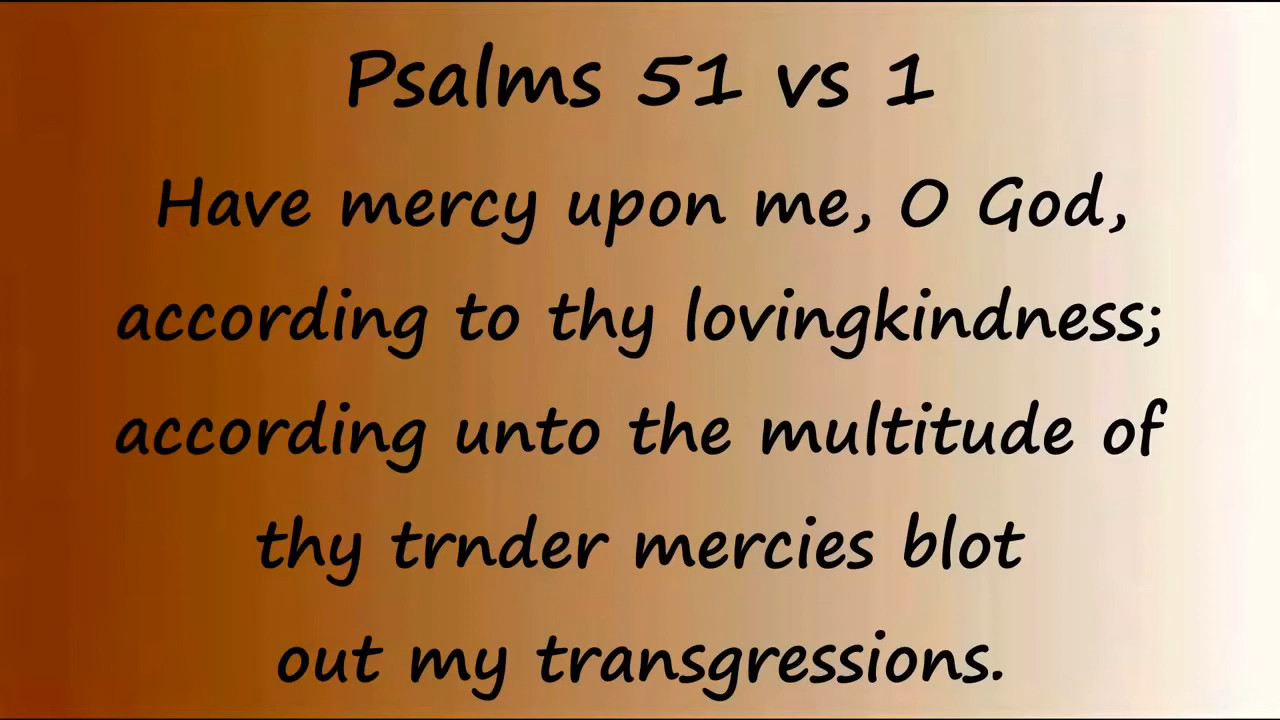 Psalms 51 vs 1
Have mercy upon me, O God,
according to thy lovingkindness;
according unto the multitude of
thy trnder mercies blot
out my transgressions.